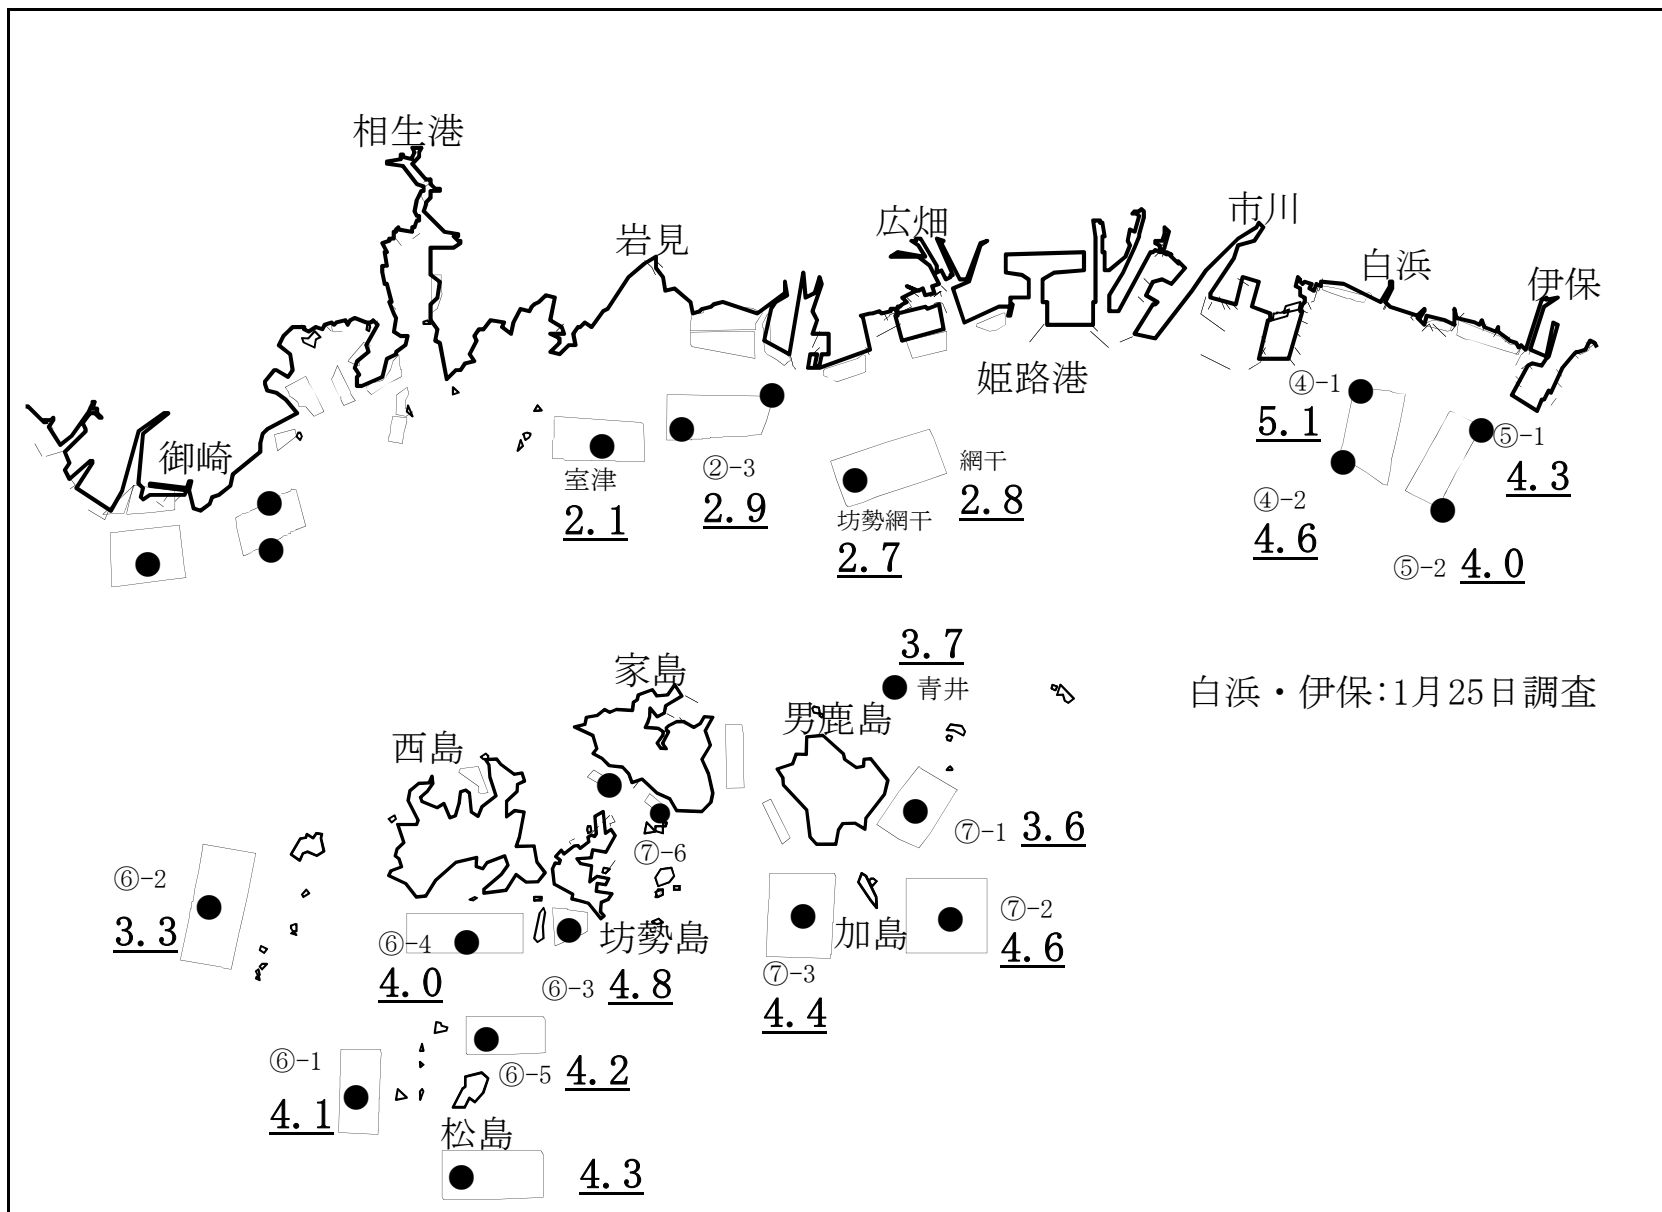 相生港
岩見
広畑
市川
白浜
伊保
姫路港
御崎
室津
2.1
②-3
2.9
坊勢網干
2.7
網干
2.8
④-1
5.1
④-2
4.6
⑤-1
4.3
⑤-2 4.0
3.7
青井
白浜・伊保:1月25日調査
家島
男鹿島
西島
⑦-6
⑦-1 3.6
⑥-2
3.3
⑥-4
4.0
坊勢島
⑥-3 4.8
加島
⑦-2
4.6
⑦-3
4.4
⑥-1
4.1
⑥-5 4.2
松島
4.3